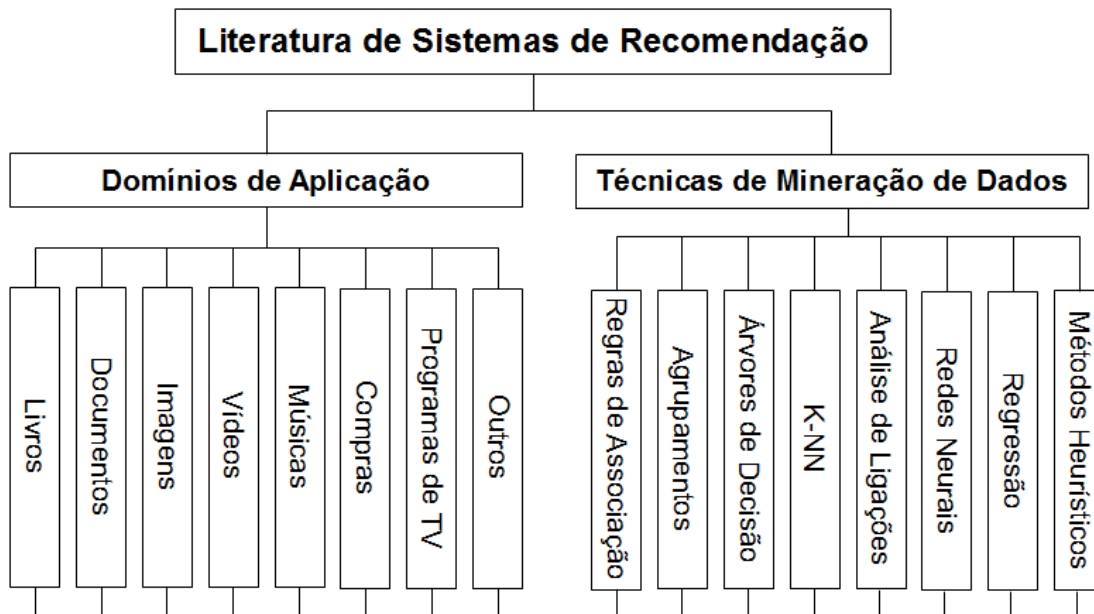 Literatura de Sistemas de Recomendação
Domínios de Aplicação
Técnicas de Mineração de Dados
Livros
Documentos
Imagens
Vídeos
Músicas
Compras
Programas de TV
Outros
Regras de Associação
Agrupamentos
Árvores de Decisão
K-NN
Análise de Ligações
Redes Neurais
Regressão
Métodos Heurísticos